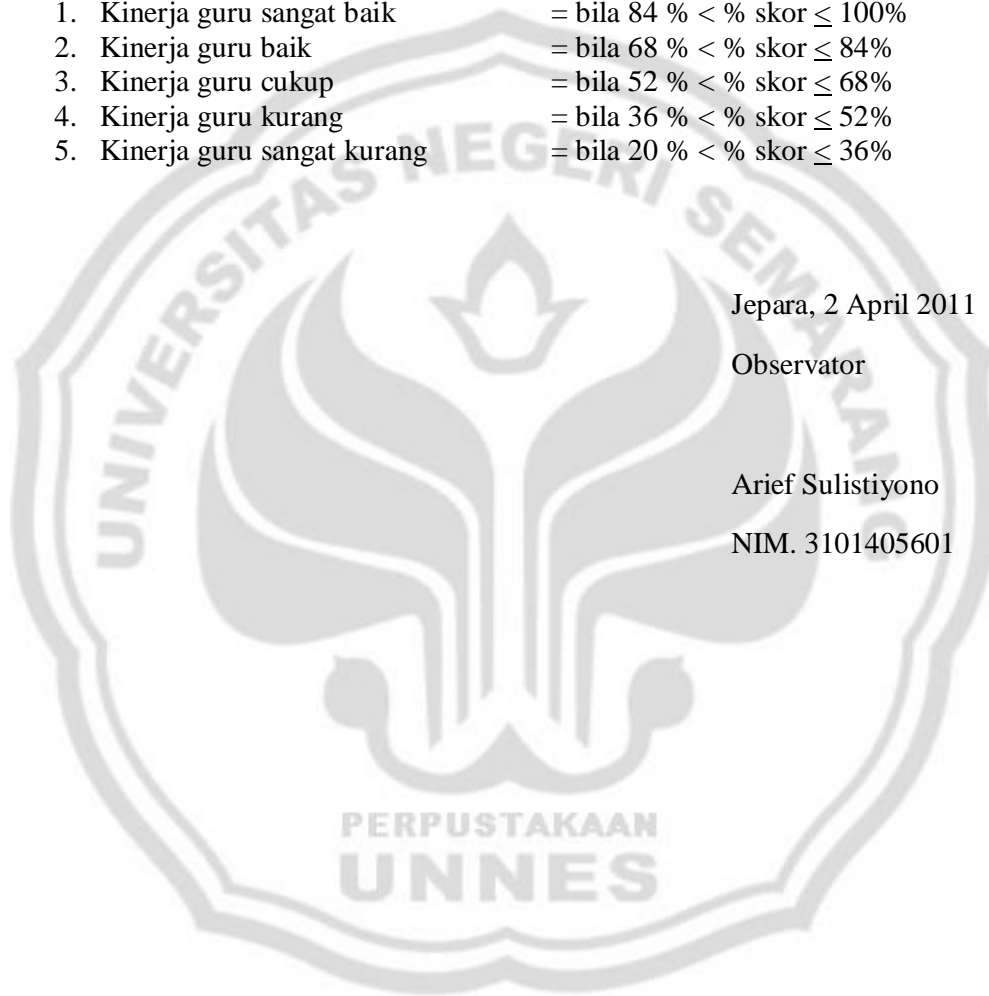 1. Kinerja guru sangat baik = bila 84 % < % skor ≤ 100%
2. Kinerja guru baik = bila 68 % < % skor ≤ 84%
3. Kinerja guru cukup = bila 52 % < % skor ≤ 68%
4. Kinerja guru kurang = bila 36 % < % skor ≤ 52%
5. Kinerja guru sangat kurang = bila 20 % < % skor ≤ 36%
UNIVERSITAS NEGERI SEMARANG
Jepara, 2 April 2011
Observator
Arief Sulistiyono
NIM. 3101405601
PERPUSTAKAAN
UNNES